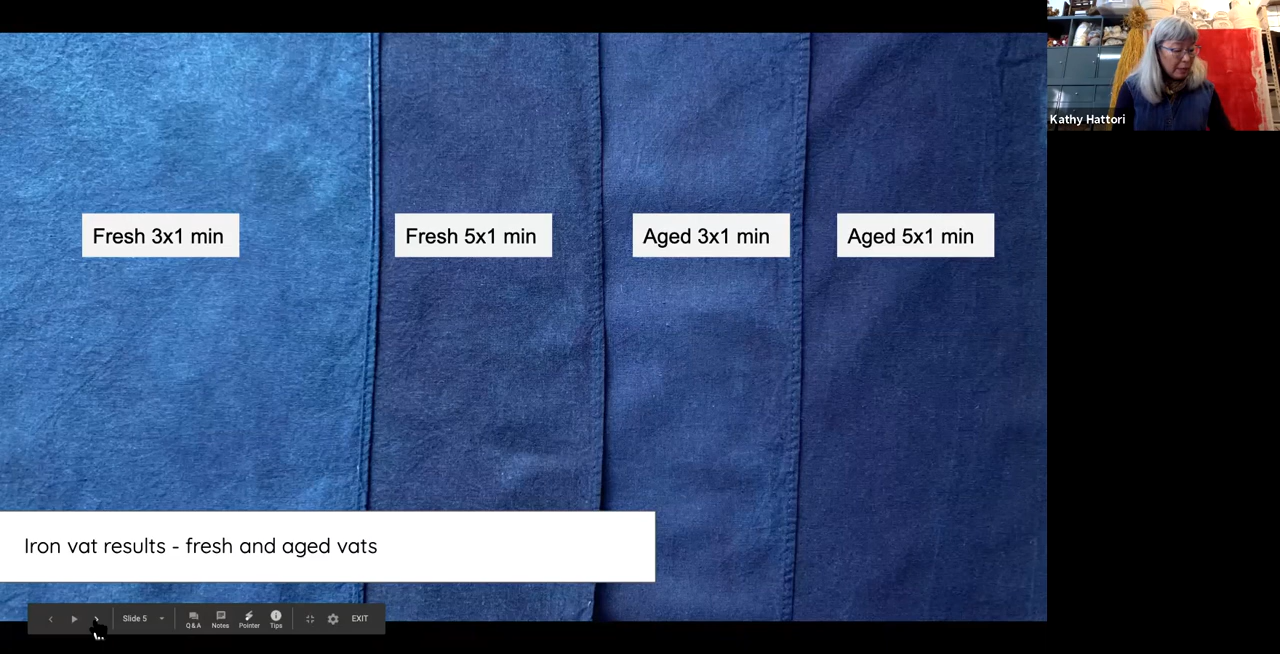 Kathy Hattori
Fresh 3x1 min
Fresh 5x1 min
Aged 3x1 min
Aged 5x1 min
Iron vat results - fresh and aged vats
Slide 5
Q & A
Notes
Pointer
Tips
EXIT